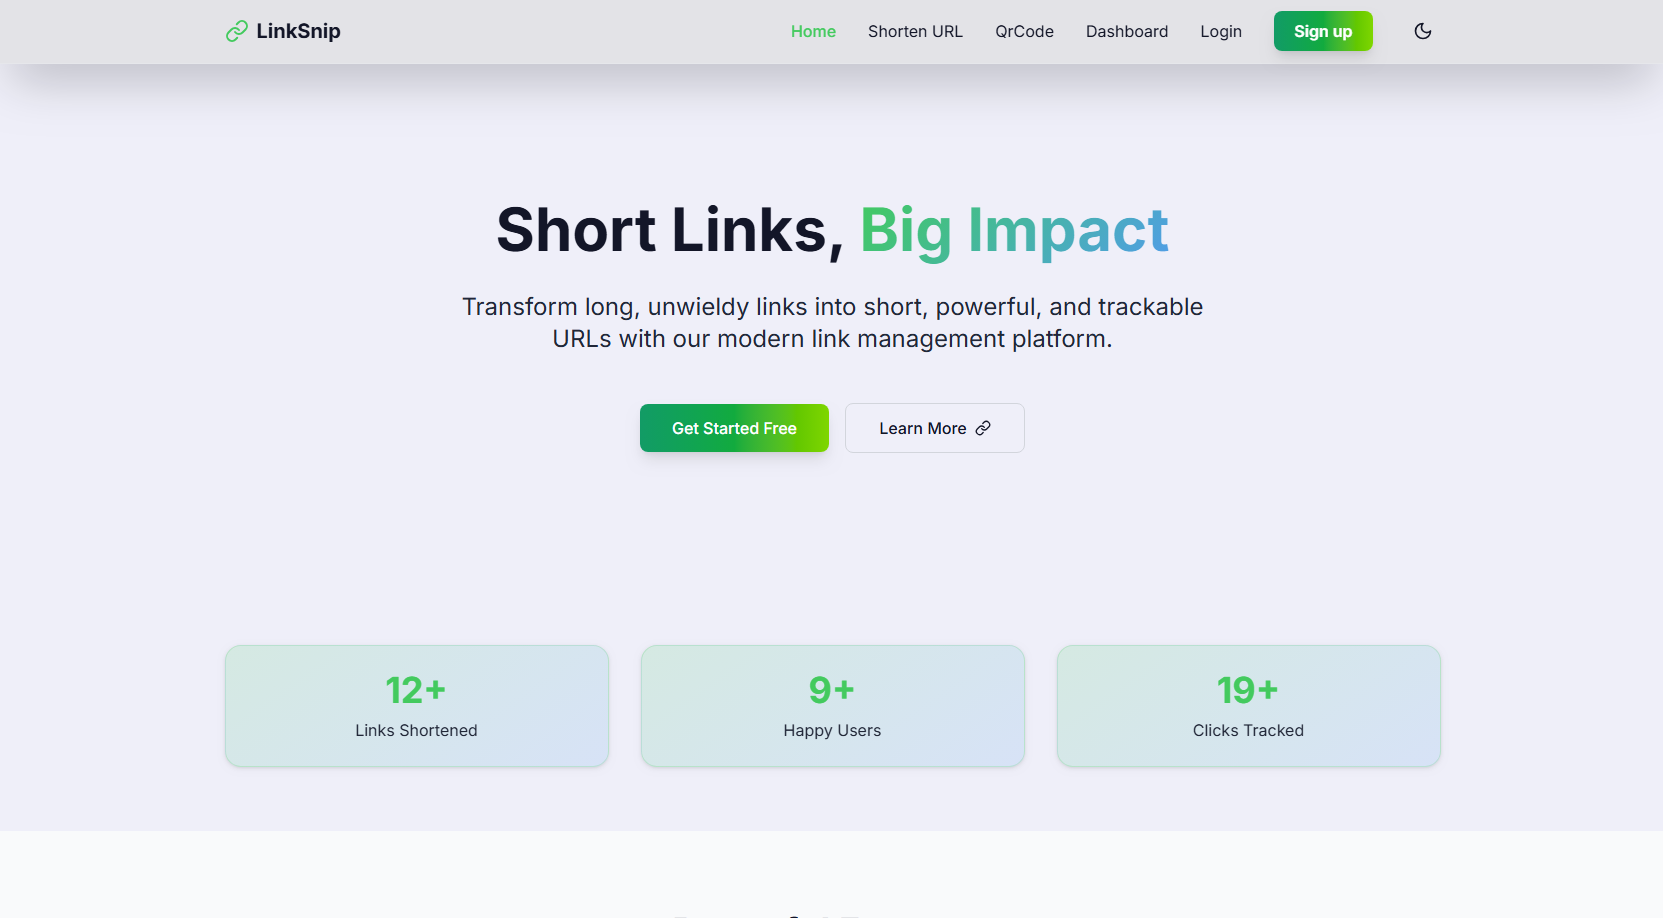 LinkSnip
Home
Shorten URL
QrCode
Dashboard
Login
Sign up
Short Links, Big Impact
Transform long, unwieldy links into short, powerful, and trackable
URLs with our modern link management platform.
Get Started Free
Learn More
12+
Links Shortened
9+
Happy Users
19+
Clicks Tracked